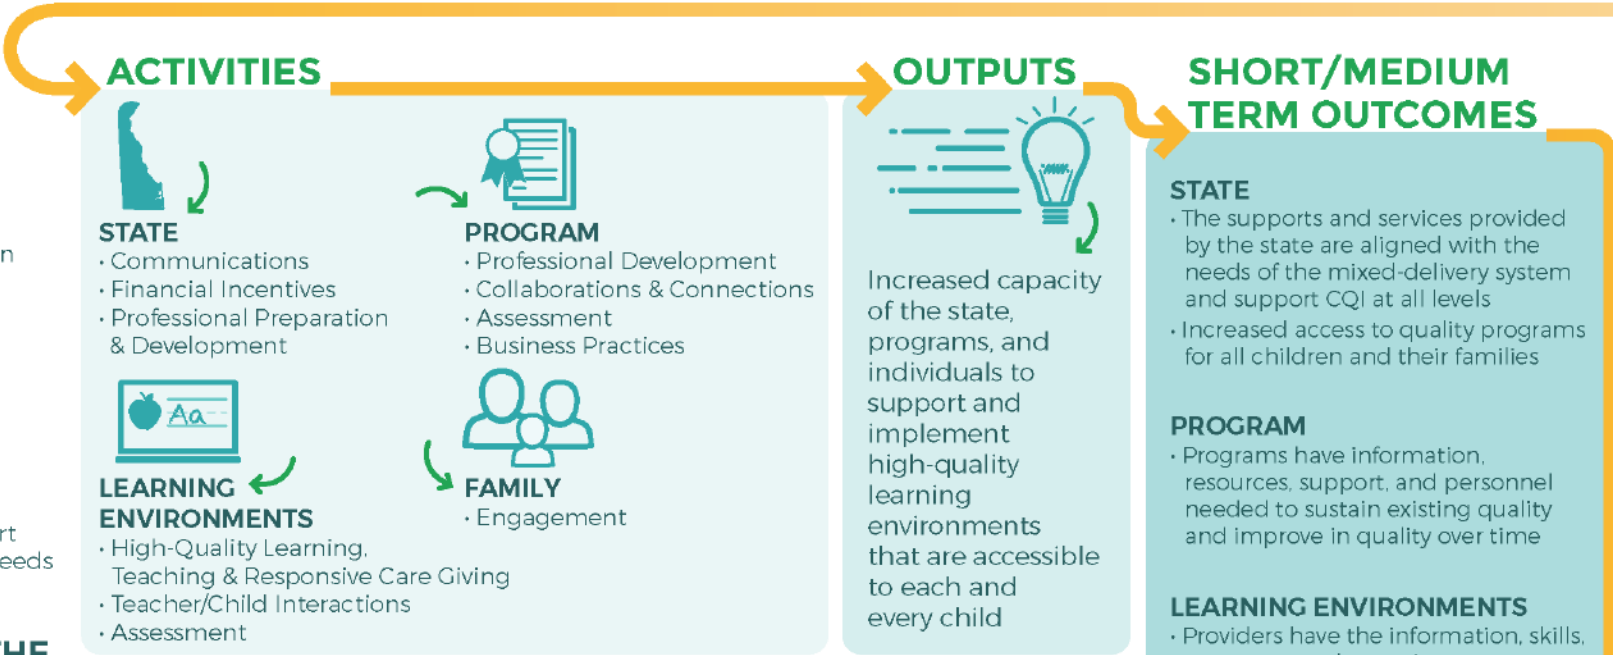 ACTIVITIES
STATE
· Communications
· Financial Incentives
· Professional Preparation
& Development
PROGRAM
· Professional Development
· Collaborations & Connections
· Assessment
· Business Practices
Aa
LEARNING
ENVIRONMENTS
· High-Quality Learning,
Teaching & Responsive Care Giving
· Teacher/Child Interactions
· Assessment
FAMILY
· Engagement
OUTPUTS
Increased capacity
of the state,
programs, and
individuals to
support and
implement
high-quality
learning
environments
that are accessible
to each and
every child
SHORT/MEDIUM
TERM OUTCOMES
STATE
· The supports and services provided
by the state are aligned with the
needs of the mixed-delivery system
and support CQI at all levels
· Increased access to quality programs
for all children and their families
PROGRAM
· Programs have information,
resources, support, and personnel
needed to sustain existing quality
and improve in quality over time
LEARNING ENVIRONMENTS
· Providers have the information, skills,